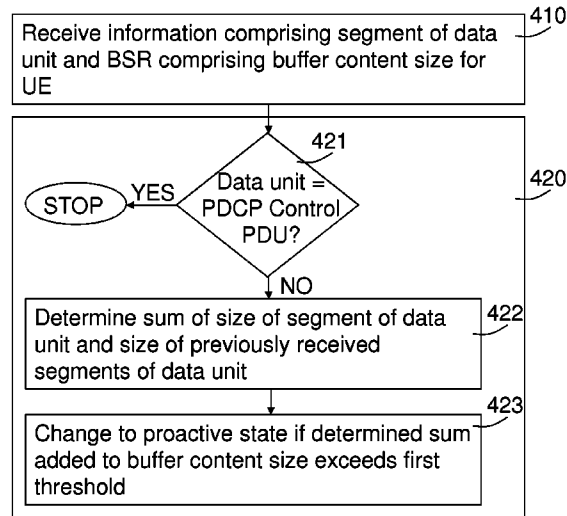 410
Receive information comprising segment of data
unit and BSR comprising buffer content size for
UE
420
421
Data unit =
PDCP Control
PDU?
YES
STOP
NO
422
Determine sum of size of segment of data
unit and size of previously received
segments of data unit
423
Change to proactive state if determined sum
added to buffer content size exceeds first
threshold